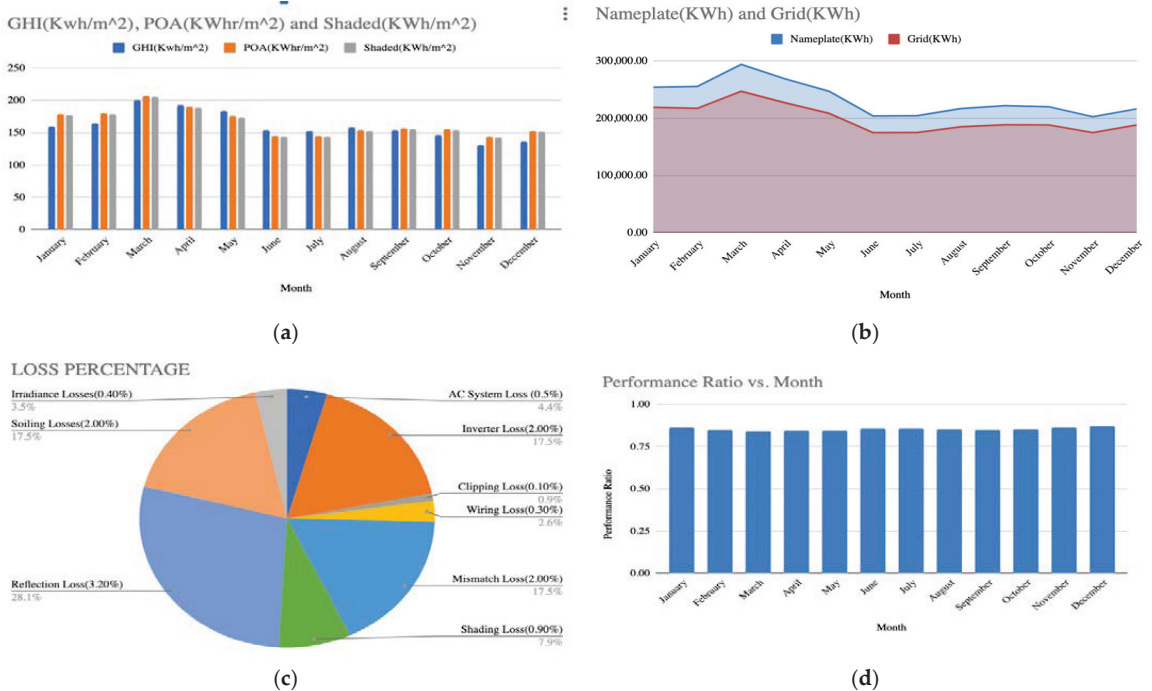 GHI(Kwh/m^2), POA(KWhr/m^2) and Shaded(KWh/m^2)
GHI(Kwh/m^2) POA(KWhr/m^2) Shaded(KWh/m^2)
250
200
150
100
50
0
January February March April May June July August September October November December
Month
(a)
Nameplate(KWh) and Grid(KWh)
Nameplate(KWh) Grid(KWh)
300,000.00
200,000.00
100,000.00
0.00
January February March April May June July August September October November December
Month
(b)
LOSS PERCENTAGE
Irradiance Losses(0.40%)
3.5%
Soiling Losses(2.00%)
17.5%
Reflection Loss(3.20%)
28.1%
AC System Loss (0.5%)
4.4%
Inverter Loss(2.00%)
17.5%
Clipping Loss(0.10%)
0.9%
Wiring Loss(0.30%)
2.6%
Mismatch Loss(2.00%)
17.5%
Shading Loss(0.90%)
7.9%
(c)
Performance Ratio vs. Month
Performance Ratio
1.00
0.75
0.50
0.25
0.00
January February March April May June July August September October November December
Month
(d)